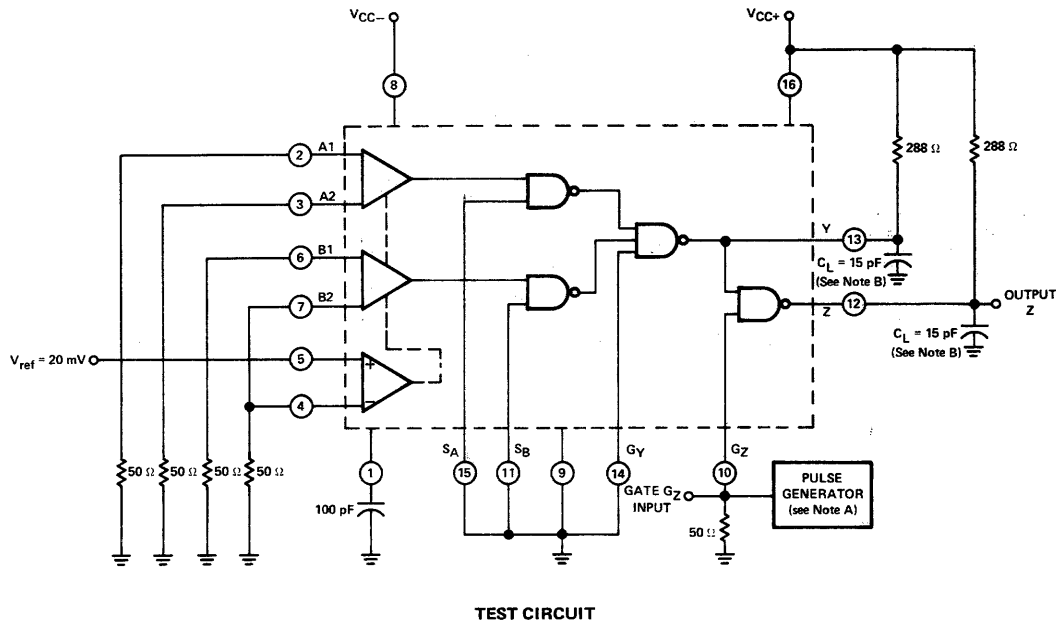 VCC−
VCC+
8
16
2 A1
3 A2
6 B1
7 B2
Vref = 20 mV
5
+
4
−
288 Ω
288 Ω
Y
13
CL = 15 pF
(See Note B)
Z
12
OUTPUT
Z
CL = 15 pF
(See Note B)
50 Ω
50 Ω
50 Ω
50 Ω
1
100 pF
SA
15
SB
11
9
GY
14
GZ
10
GATE GZ
INPUT
50 Ω
PULSE
GENERATOR
(see Note A)
TEST CIRCUIT